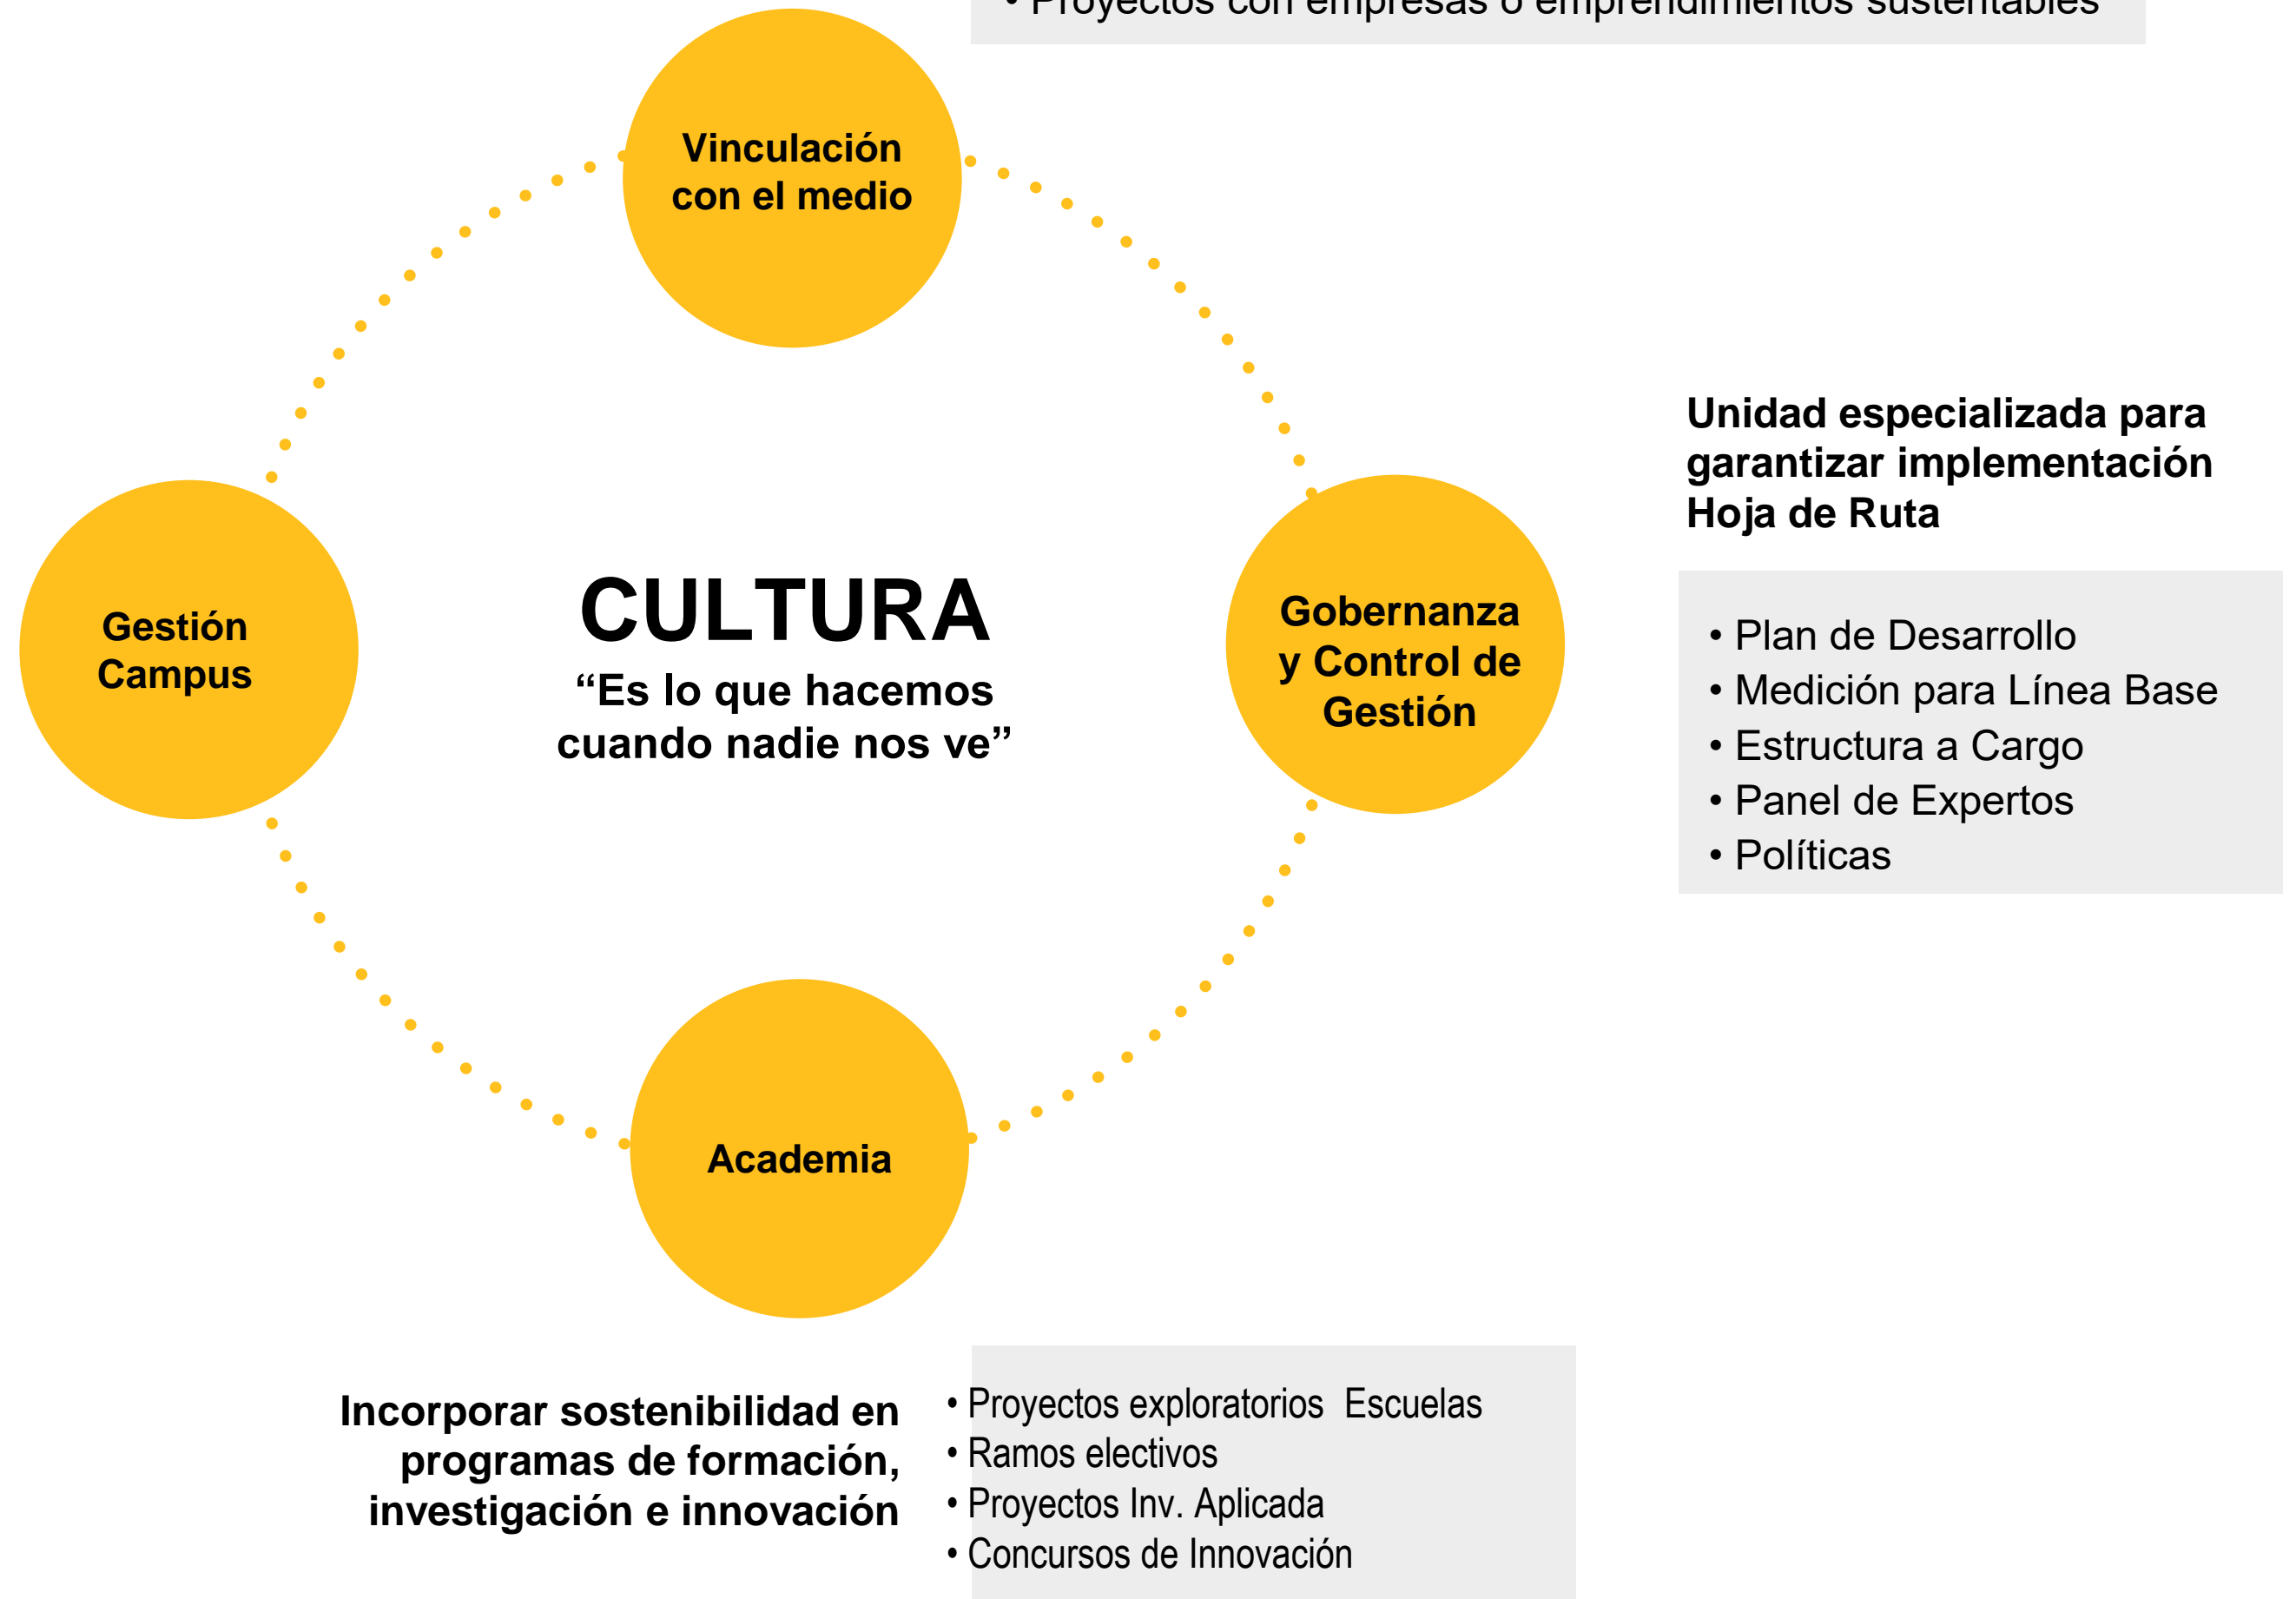 • Proyectos con empresas o emprendimientos sustentables
Vinculación
con el medio
Unidad especializada para
garantizar implementación
Hoja de Ruta
Gestión
Campus
CULTURA
“Es lo que hacemos
cuando nadie nos ve”
Gobernanza
y Control de
Gestión
• Plan de Desarrollo
• Medición para Línea Base
• Estructura a Cargo
• Panel de Expertos
• Políticas
Academia
Incorporar sostenibilidad en
programas de formación,
investigación e innovación
• Proyectos exploratorios  Escuelas
• Ramos electivos
• Proyectos Inv. Aplicada
• Concursos de Innovación